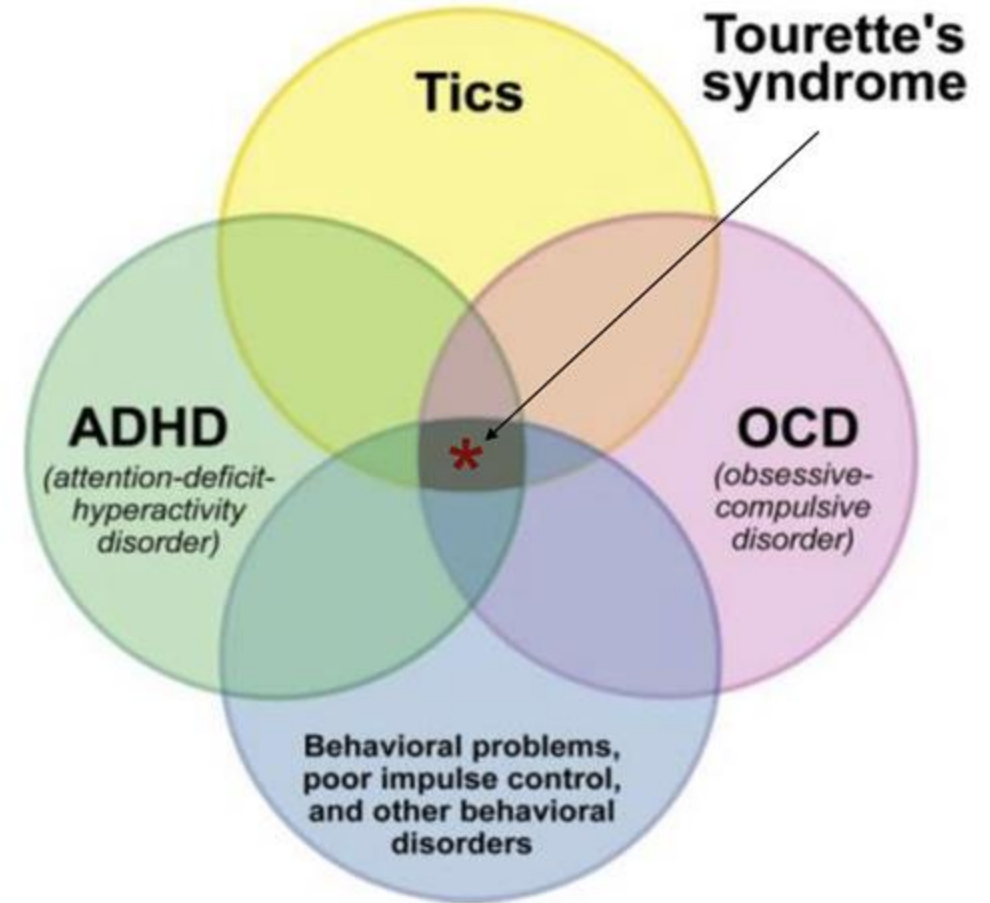 Tourette's
syndrome
Tics
ADHD
(attention-deficit-
hyperactivity
disorder)
*
OCD
(obsessive-
compulsive
disorder)
Behavioral problems,
poor impulse control,
and other behavioral
disorders